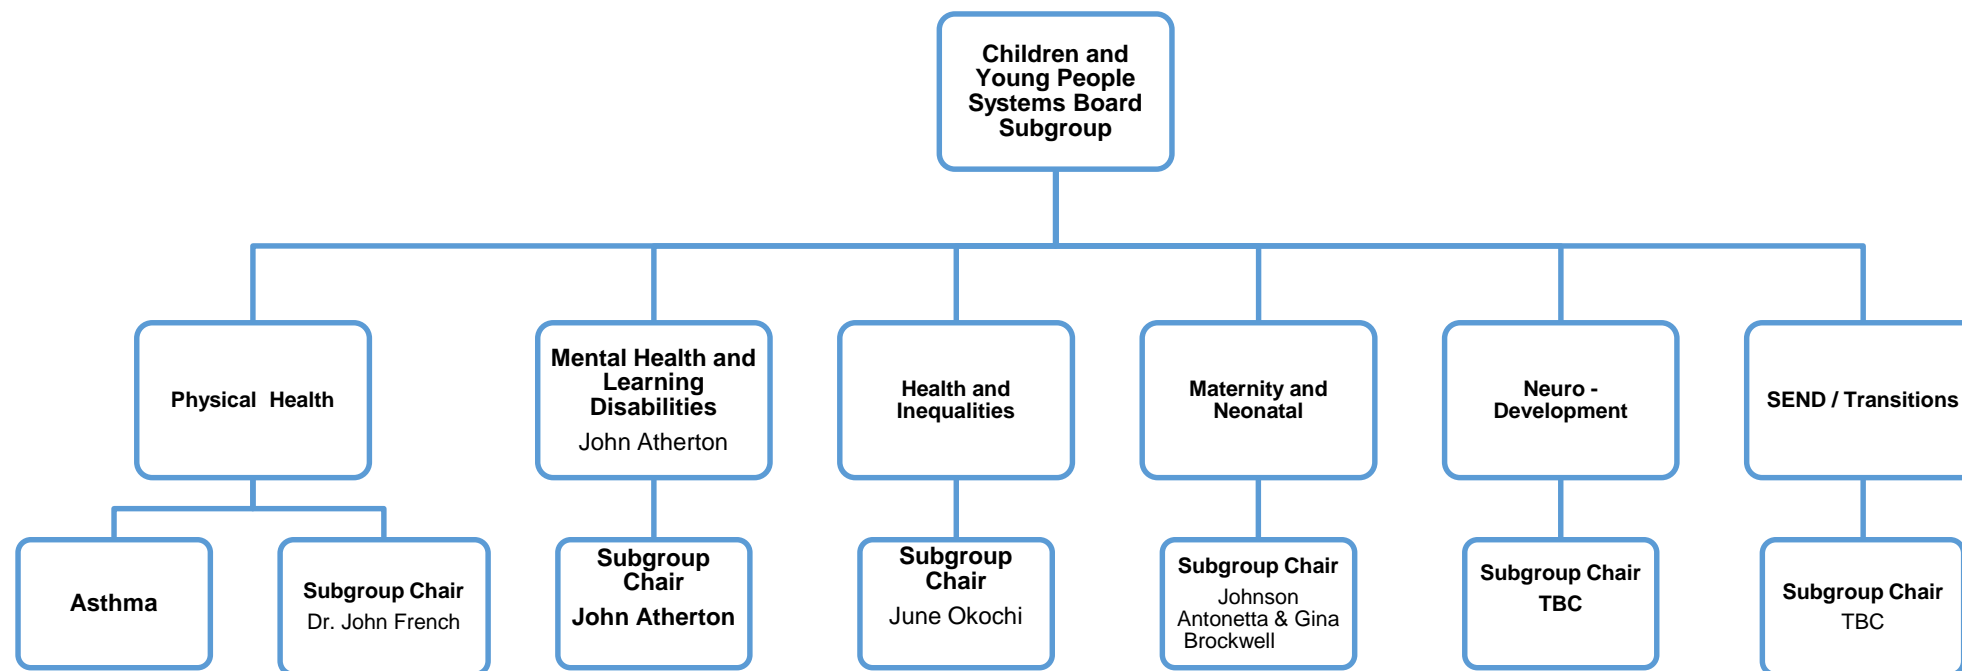 Children and
Young People
Systems Board
Subgroup
Physical  Health
Mental Health and
Learning
Disabilities
John Atherton
Health and
Inequalities
Maternity and
Neonatal
Neuro -
Development
SEND / Transitions
Asthma
Subgroup Chair
Dr. John French
Subgroup
Chair
John Atherton
Subgroup
Chair
June Okochi
Subgroup Chair
Johnson
Antonetta & Gina
Brockwell
Subgroup Chair
TBC
Subgroup Chair
TBC